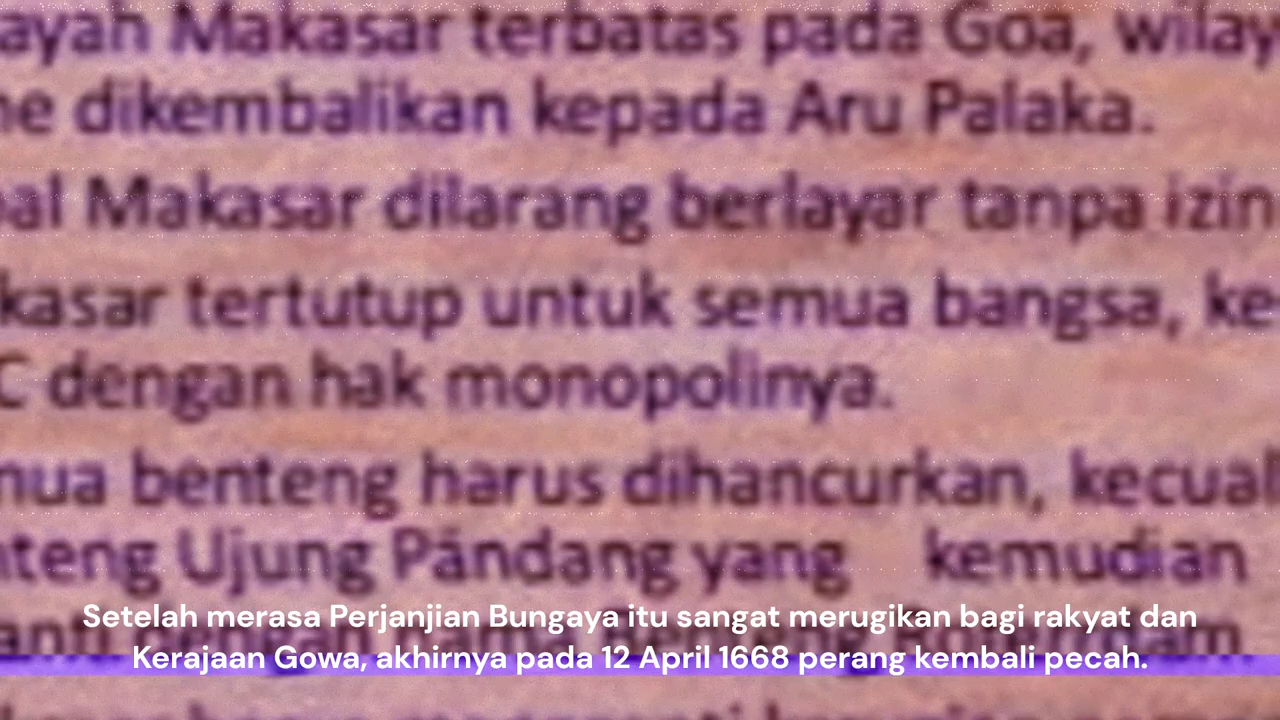 ayah Makasar terbatas pada Goa, wilay
ne dikembalikan kepada Aru Palaka.
al Makasar dilarang berlayar tanpa izin
kasar tertutup untuk semua bangsa, ke
C dengan hak monopolinya.
nua benteng harus dihancurkan, kecual
nteng Ujung Pandang yang kemudian
Setelah merasa Perjanjian Bungaya itu sangat merugikan bagi rakyat dan
Kerajaan Gowa, akhirnya pada 12 April 1668 perang kembali pecah.